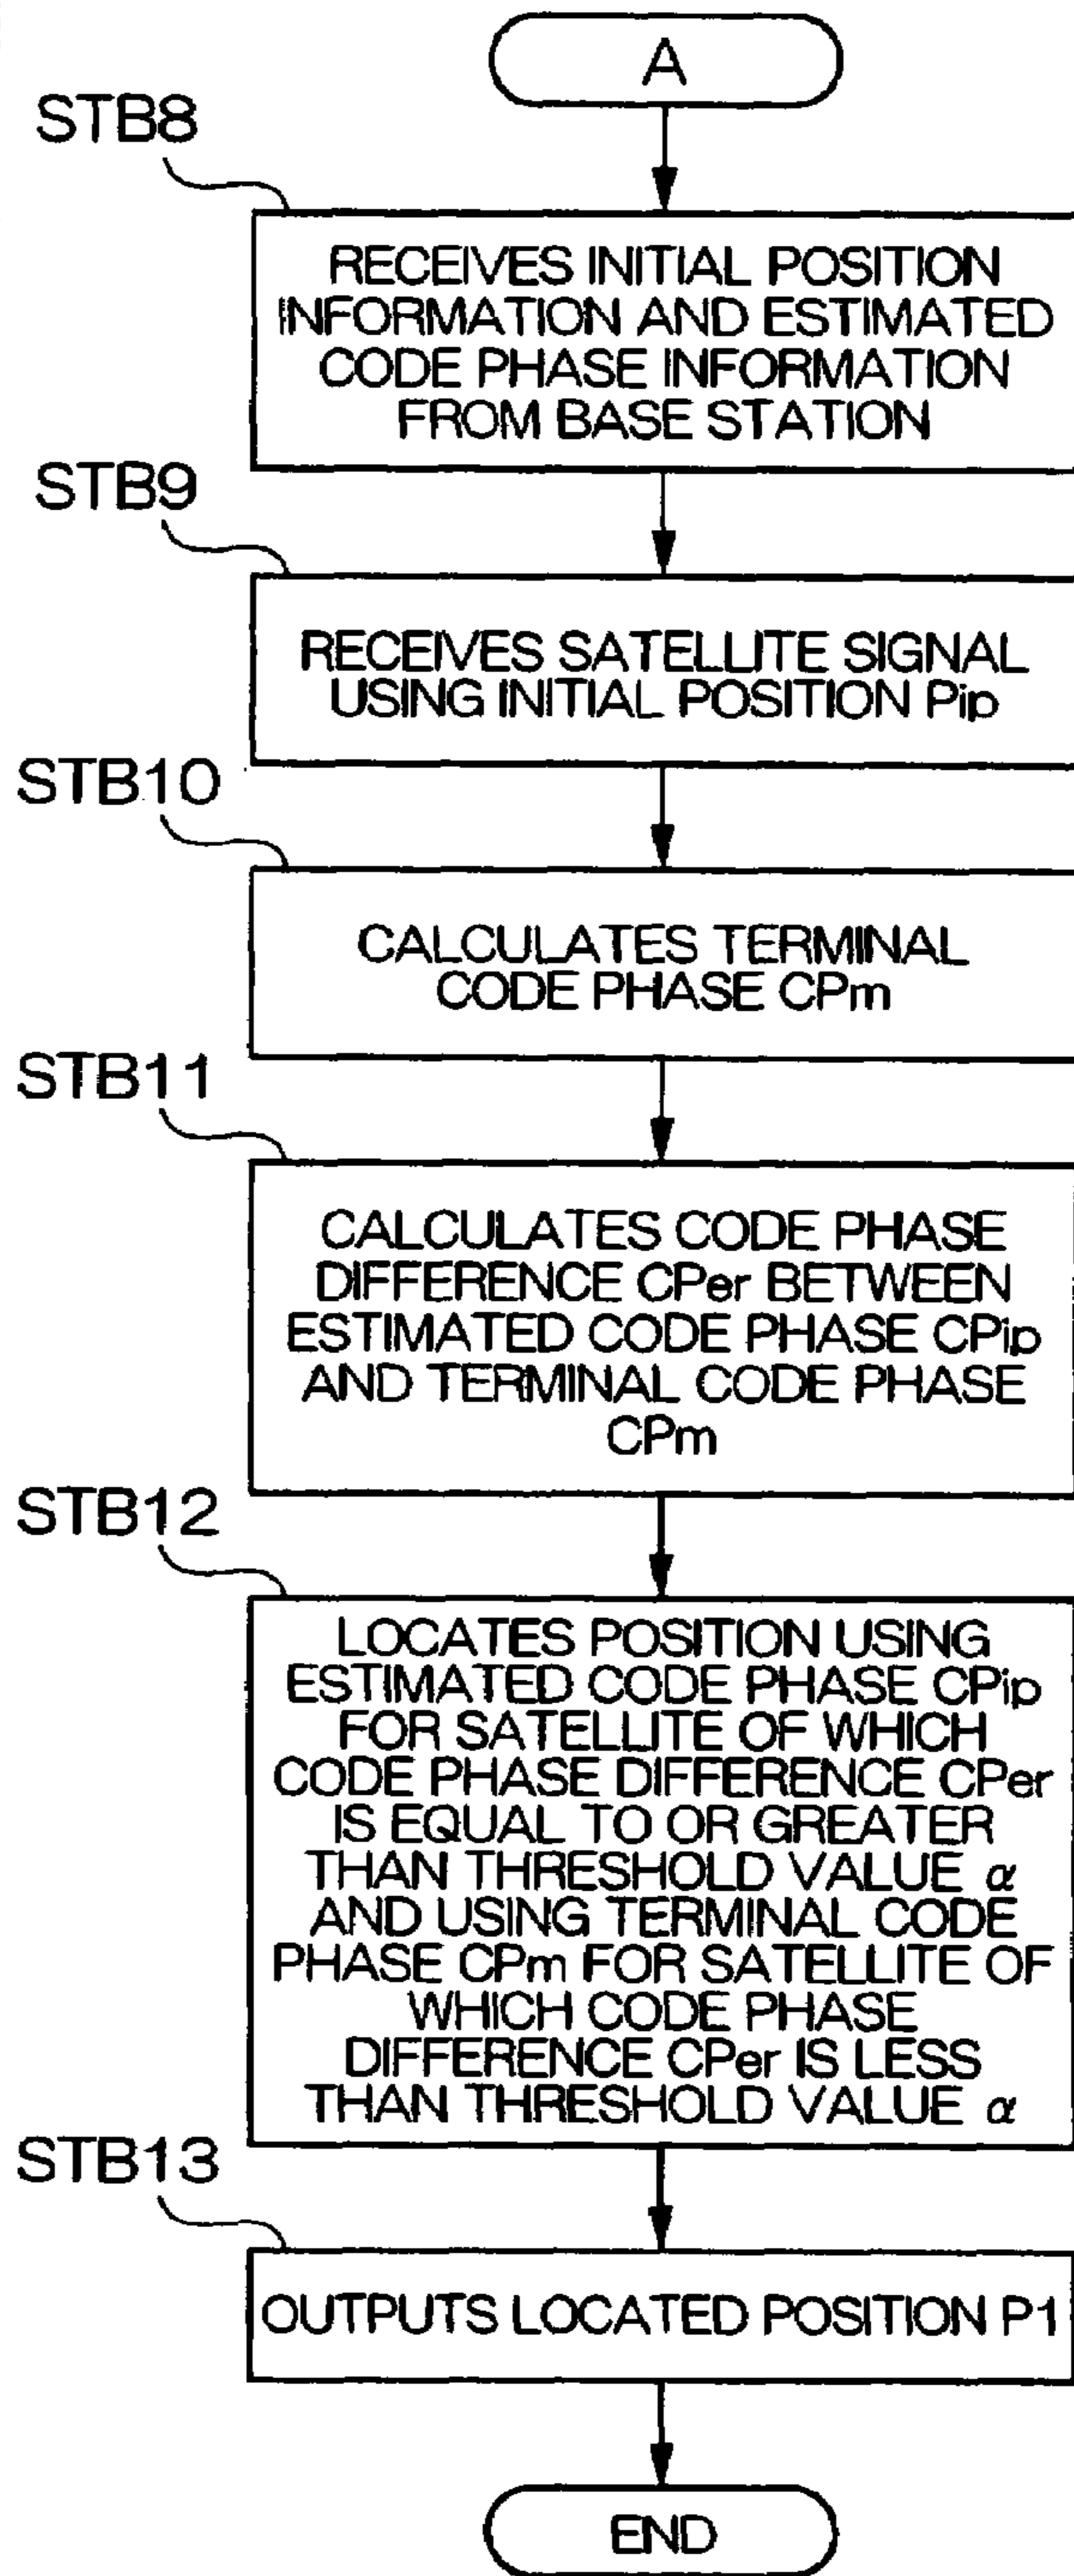 A
STB8
RECEIVES INITIAL POSITION
INFORMATION AND ESTIMATED
CODE PHASE INFORMATION
FROM BASE STATION
STB9
RECEIVES SATELLITE SIGNAL
USING INITIAL POSITION Pip
STB10
CALCULATES TERMINAL
CODE PHASE CPm
STB11
CALCULATES CODE PHASE
DIFFERENCE CPer BETWEEN
ESTIMATED CODE PHASE CPip
AND TERMINAL CODE PHASE
CPm
STB12
LOCATES POSITION USING
ESTIMATED CODE PHASE CPip
FOR SATELLITE OF WHICH
CODE PHASE DIFFERENCE CPer
IS EQUAL TO OR GREATER
THAN THRESHOLD VALUE α
AND USING TERMINAL CODE
PHASE CPm FOR SATELLITE OF
WHICH CODE PHASE
DIFFERENCE CPer IS LESS
THAN THRESHOLD VALUE α
STB13
OUTPUTS LOCATED POSITION P1
END